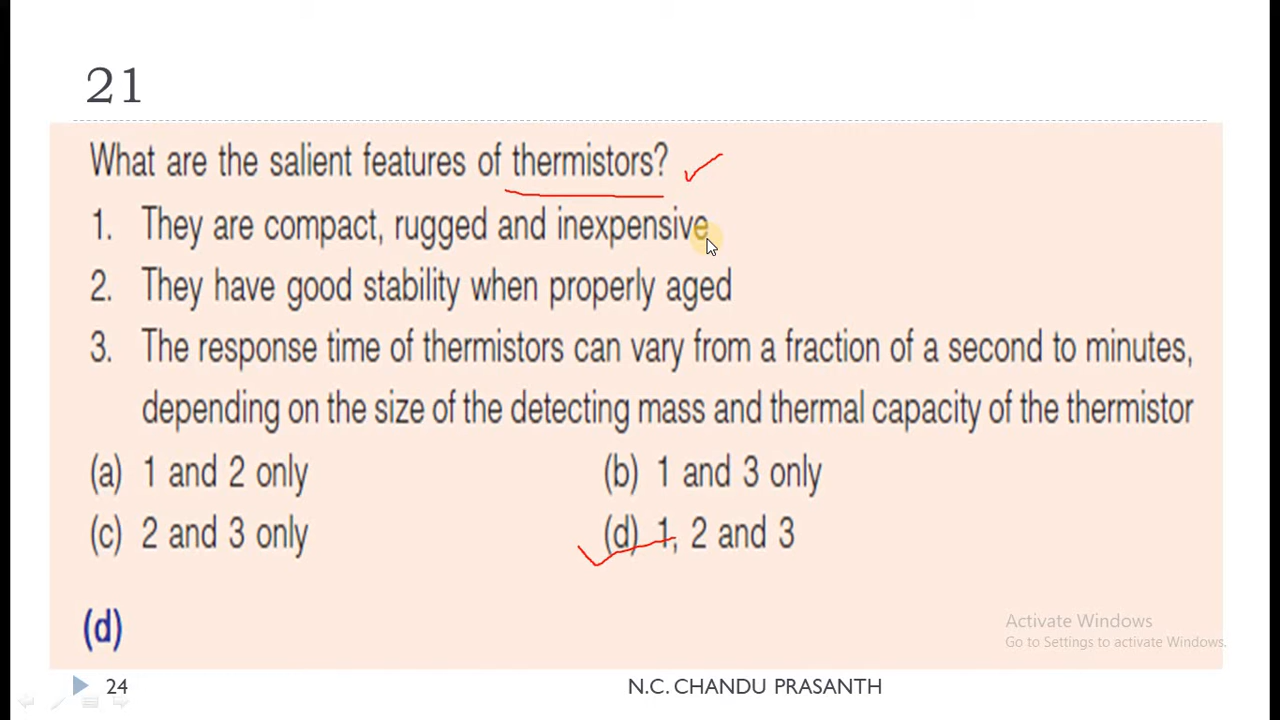 21
What are the salient features of thermistors?
1. They are compact, rugged and inexpensive
2. They have good stability when properly aged
3. The response time of thermistors can vary from a fraction of a second to minutes,
depending on the size of the detecting mass and thermal capacity of the thermistor
(a) 1 and 2 only (b) 1 and 3 only
(c) 2 and 3 only (d) 1, 2 and 3
(d)
Activate Windows
Go to Settings to activate Windows.
24 N.C. CHANDU PRASANTH